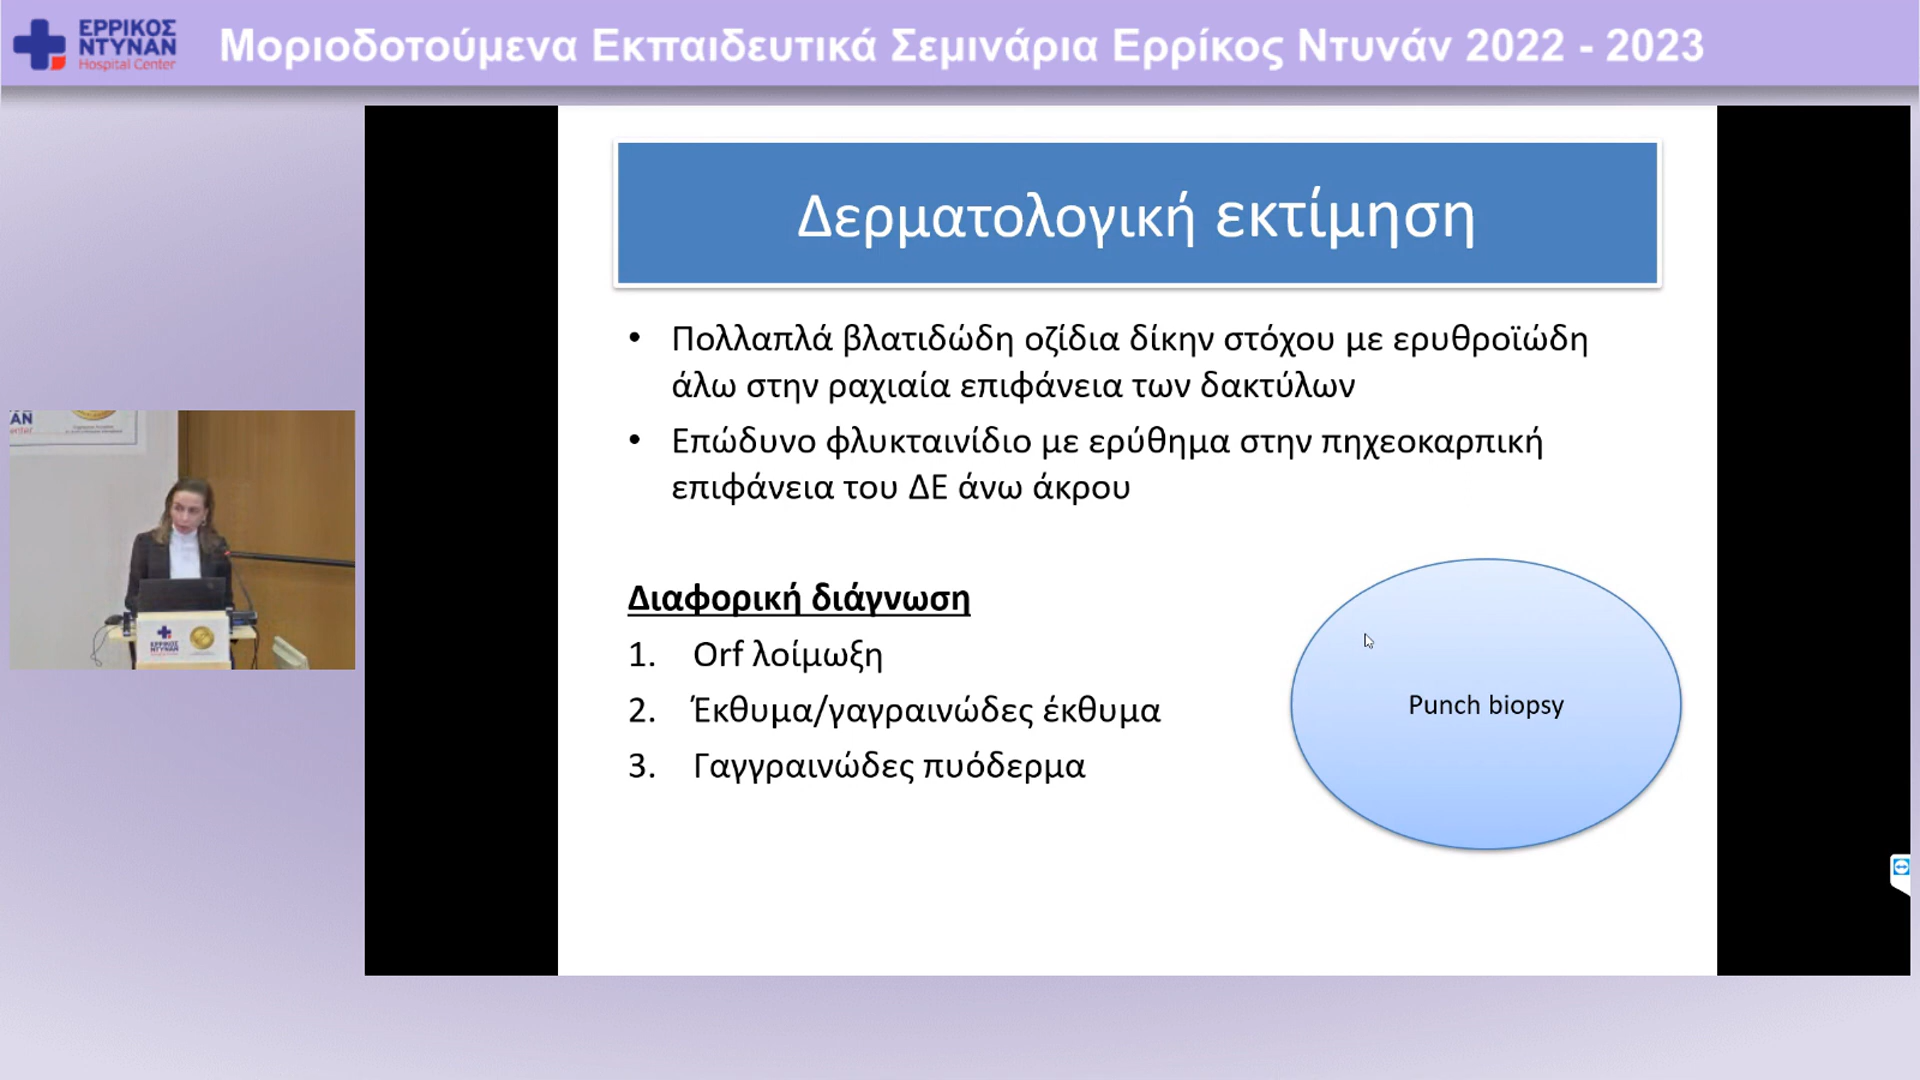 ΕΡΡΙΚΟΣ
ΝΤΥΝΑΝ
Hospital Center
Μοριοδοτούμενα Εκπαιδευτικά Σεμινάρια Ερρίκος Ντυνάν 2022 - 2023
Δερματολογική εκτίμηση
• Πολλαπλά βλατιδώδη οζίδια δίκην στόχου με ερυθροϊώδη
άλω στην ραχιαία επιφάνεια των δακτύλων
• Επώδυνο φλυκταινίδιο με ερύθημα στην πηχεοκαρπική
επιφάνεια του ΔΕ άνω άκρου
Διαφορική διάγνωση
1. Orf λοίμωξη
2. Έκθυμα/γαγραινώδες έκθυμα
3. Γαγγραινώδες πυόδερμα
Punch biopsy
ΕΡΡΙΚΟΣ
ΝΤΥΝΑΝ